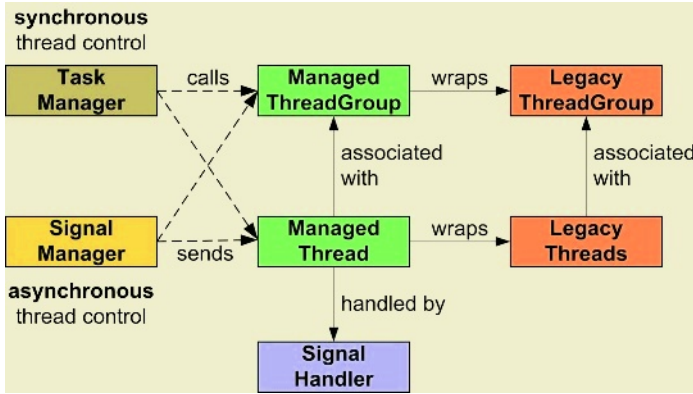 synchronous
thread control
Task
Manager
calls
Managed
ThreadGroup
wraps
Legacy
ThreadGroup
associated
with
associated
with
Signal
Manager
sends
Managed
Thread
wraps
Legacy
Threads
asynchronous
thread control
handled by
Signal
Handler